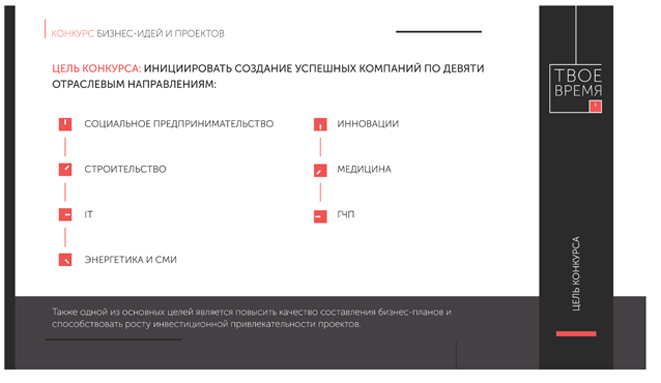 КОНКУРС БИЗНЕС-ИДЕЙ И ПРОЕКТОВ
ЦЕЛЬ КОНКУРСА: ИНИЦИИРОВАТЬ СОЗДАНИЕ УСПЕШНЫХ КОМПАНИЙ ПО ДЕВЯТИ
ОТРАСЛЕВЫМ НАПРАВЛЕНИЯМ:
СОЦИАЛЬНОЕ ПРЕДПРИНИМАТЕЛЬСТВО
СТРОИТЕЛЬСТВО
IT
ЭНЕРГЕТИКА И СМИ
ИННОВАЦИИ
МЕДИЦИНА
ГЧП
Также одной из основных целей является повысить качество составления бизнес-планов и
способствовать росту инвестиционной привлекательности проектов.
ТВОЕ
ВРЕМЯ
ЦЕЛЬ КОНКУРСА